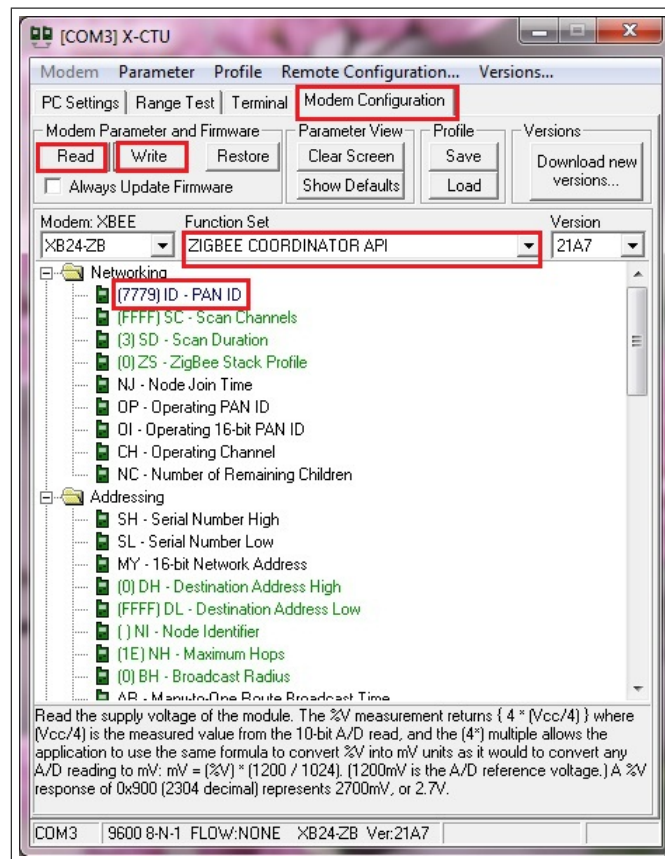 [COM3] X-CTU
Modem Parameter Profile Remote Configuration... Versions...
PC Settings Range Test Terminal Modem Configuration
Modem Parameter and Firmware Parameter View Profile Versions
Read Write Restore Clear Screen Save Download new versions...
Always Update Firmware Show Defaults Load
Modem: XBEE Function Set Version
XB24-ZB ZIGBEE COORDINATOR API 21A7
Networking
(7779) ID - PAN ID
(FFFF) SC - Scan Channels
(3) SD - Scan Duration
(0) ZS - ZigBee Stack Profile
NJ - Node Join Time
OP - Operating PAN ID
OI - Operating 16-bit PAN ID
CH - Operating Channel
NC - Number of Remaining Children
Addressing
SH - Serial Number High
SL - Serial Number Low
MY - 16-bit Network Address
(0) DH - Destination Address High
(FFFF) DL - Destination Address Low
( ) NI - Node Identifier
(1E) NH - Maximum Hops
(0) BH - Broadcast Radius
AR - Many-to-One Route Broadcast Time
Read the supply voltage of the module. The %V measurement returns { 4 * (Vcc/4) } where
(Vcc/4) is the measured value from the 10-bit A/D read, and the (4*) multiple allows the
application to use the same formula to convert %V into mV units as it would to convert any
A/D reading to mV: mV = (%V) * (1200 / 1024). (1200mV is the A/D reference voltage.) A %V
response of 0x900 (2304 decimal) represents 2700mV, or 2.7V.
COM3 9600 8-N-1 FLOW:NONE XB24-ZB Ver:21A7